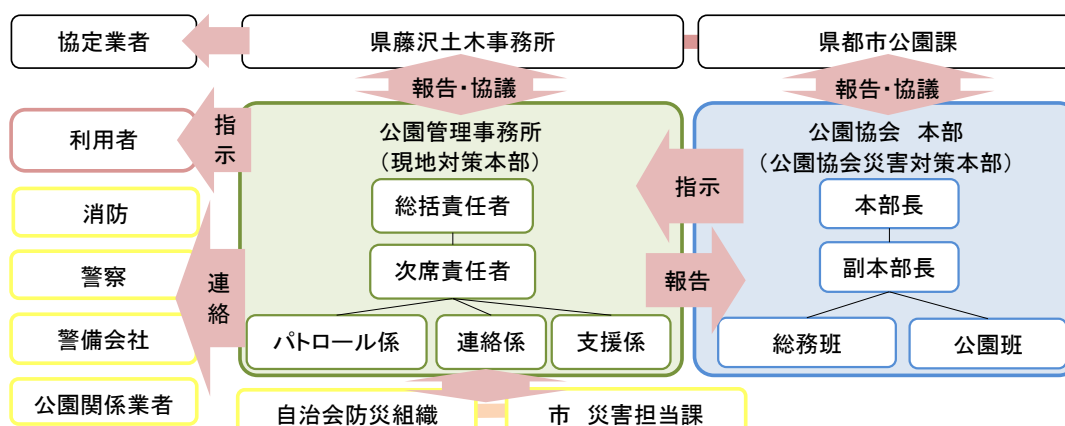 協定業者
県藤沢土木事務所
県都市公園課
報告・協議
報告・協議
利用者
指示
公園管理事務所
（現地対策本部）
公園協会 本部
（公園協会災害対策本部）
指示
総括責任者
本部長
消防
次席責任者
副本部長
警察
連絡
報告
警備会社
パトロール係
連絡係
支援係
総務班
公園班
公園関係業者
自治会防災組織
市 災害担当課